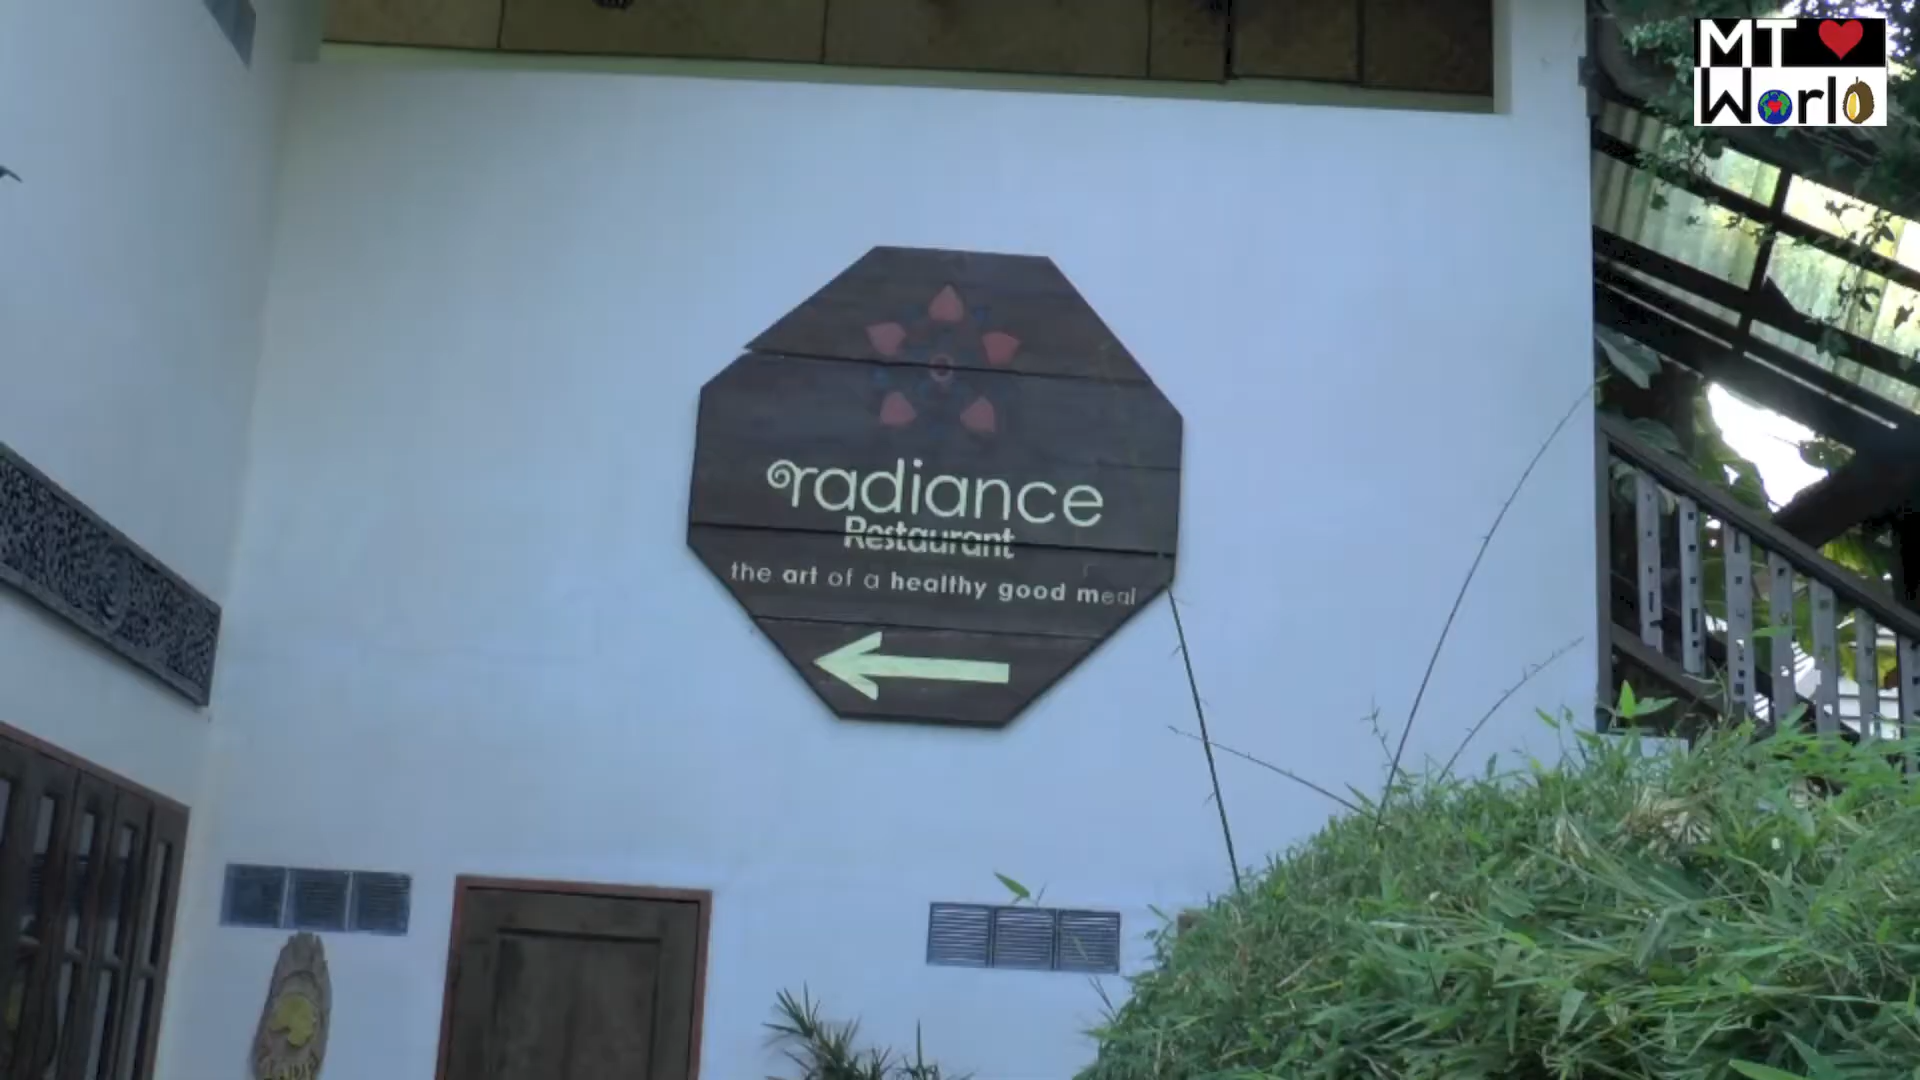 MT
World
radiance
Restaurant
the art of a healthy good meal